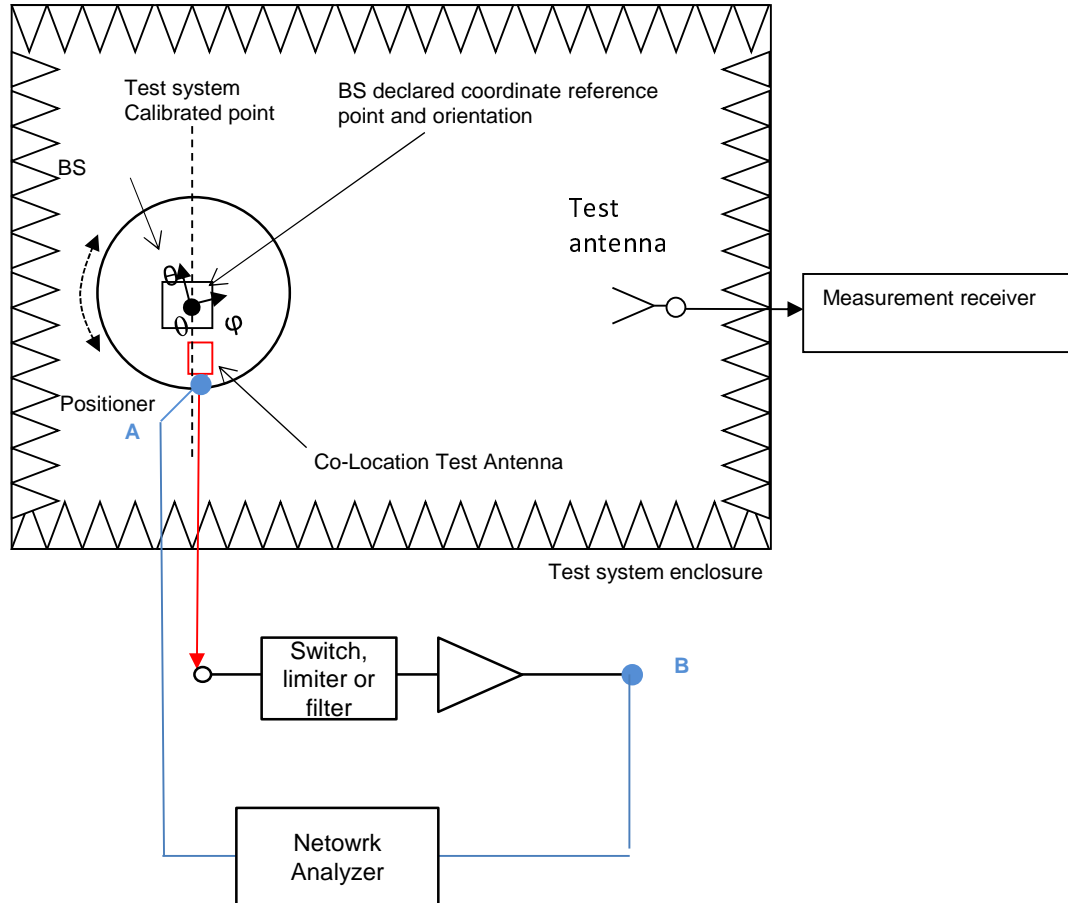 Test system
Calibrated point
BS declared coordinate reference
point and orientation
BS
Test
antenna
Measurement receiver
θ
0
φ
Positioner
A
Co-Location Test Antenna
Test system enclosure
Switch,
limiter or
filter
B
Netowrk
Analyzer